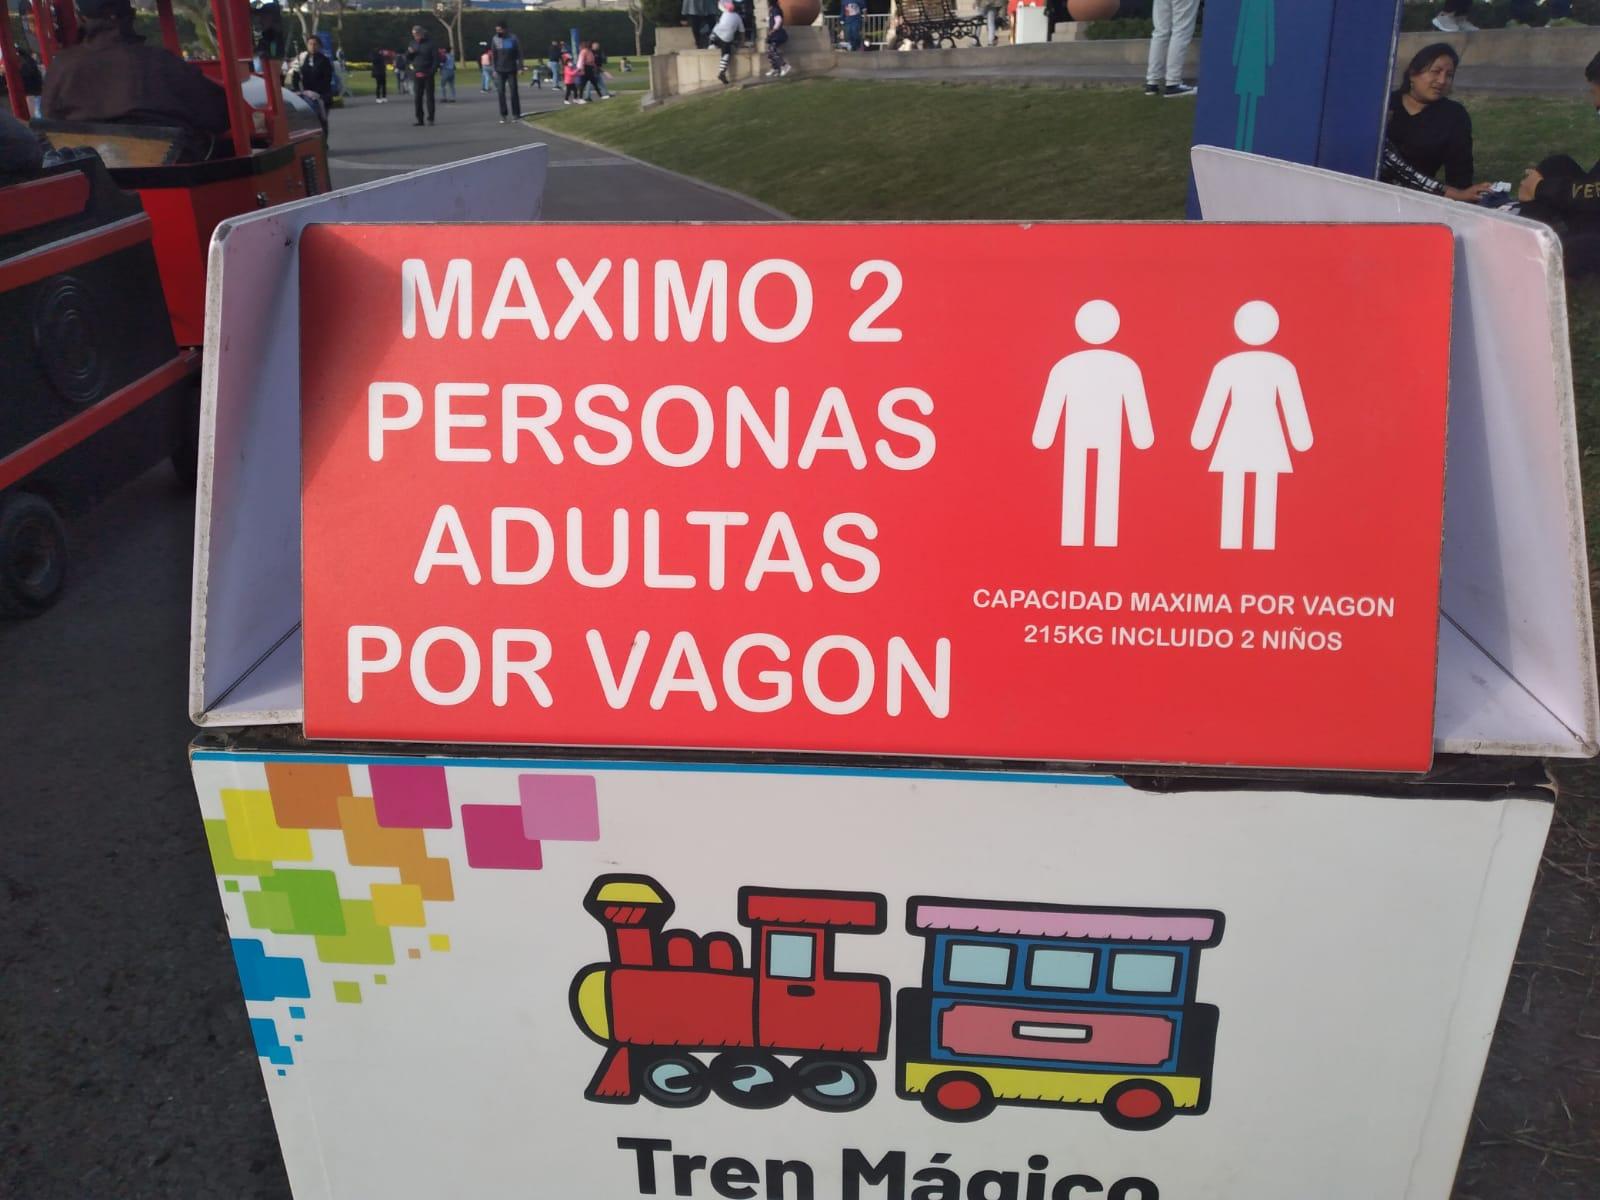 MAXIMO 2
PERSONAS
ADULTAS
POR VAGON
CAPACIDAD MAXIMA POR VAGON
215KG INCLUIDO 2 NIÑOS
Tren Mágico